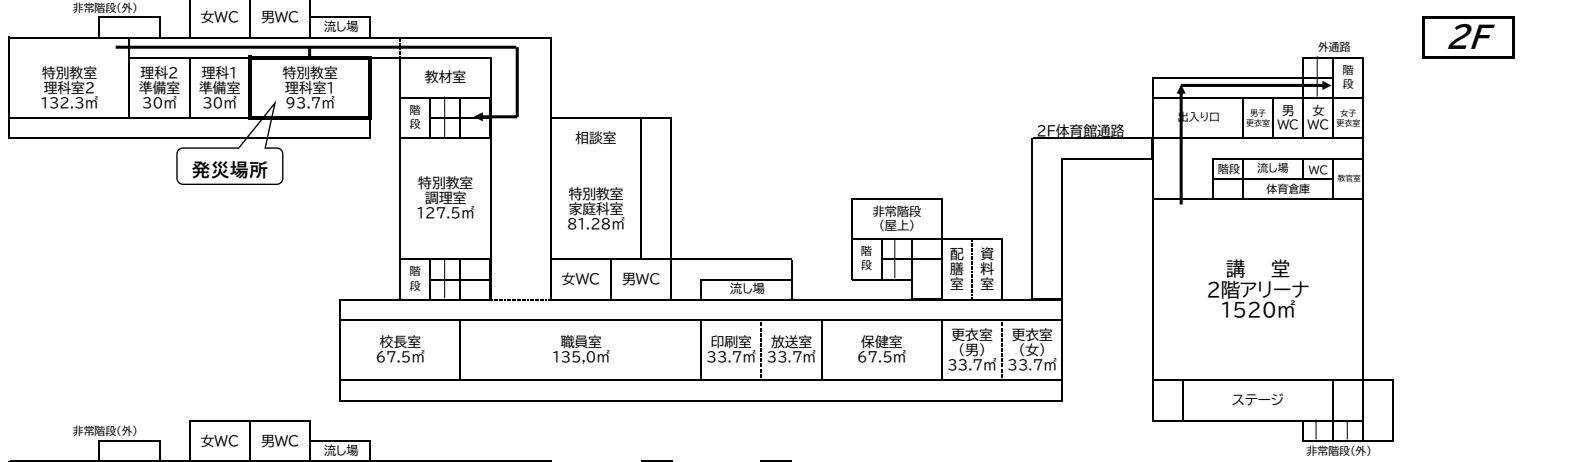 非常階段(外)
女WC
男WC
流し場
2F
特別教室
理科室2
132.3㎡
理科2
準備室
30㎡
理科1
準備室
30㎡
特別教室
理科室1
93.7㎡
発災場所
教材室
階
段
特別教室
調理室
127.5㎡
階
段
相談室
特別教室
家庭科室
81.28㎡
女WC
男WC
流し場
非常階段
(屋上)
階
段
配
膳
室
資
料
室
2F体育館通路
外通路
階
段
出入り口
男子
更衣室
男
WC
女
WC
女子
更衣室
階段
流し場
WC
教官室
体育倉庫
講 堂
2階アリーナ
1520㎡
ステージ
非常階段(外)
校長室
67.5㎡
職員室
135,0㎡
印刷室
33.7㎡
放送室
33.7㎡
保健室
67.5㎡
更衣室
(男)
33.7㎡
更衣室
(女)
33.7㎡
非常階段(外)
女WC
男WC
流し場